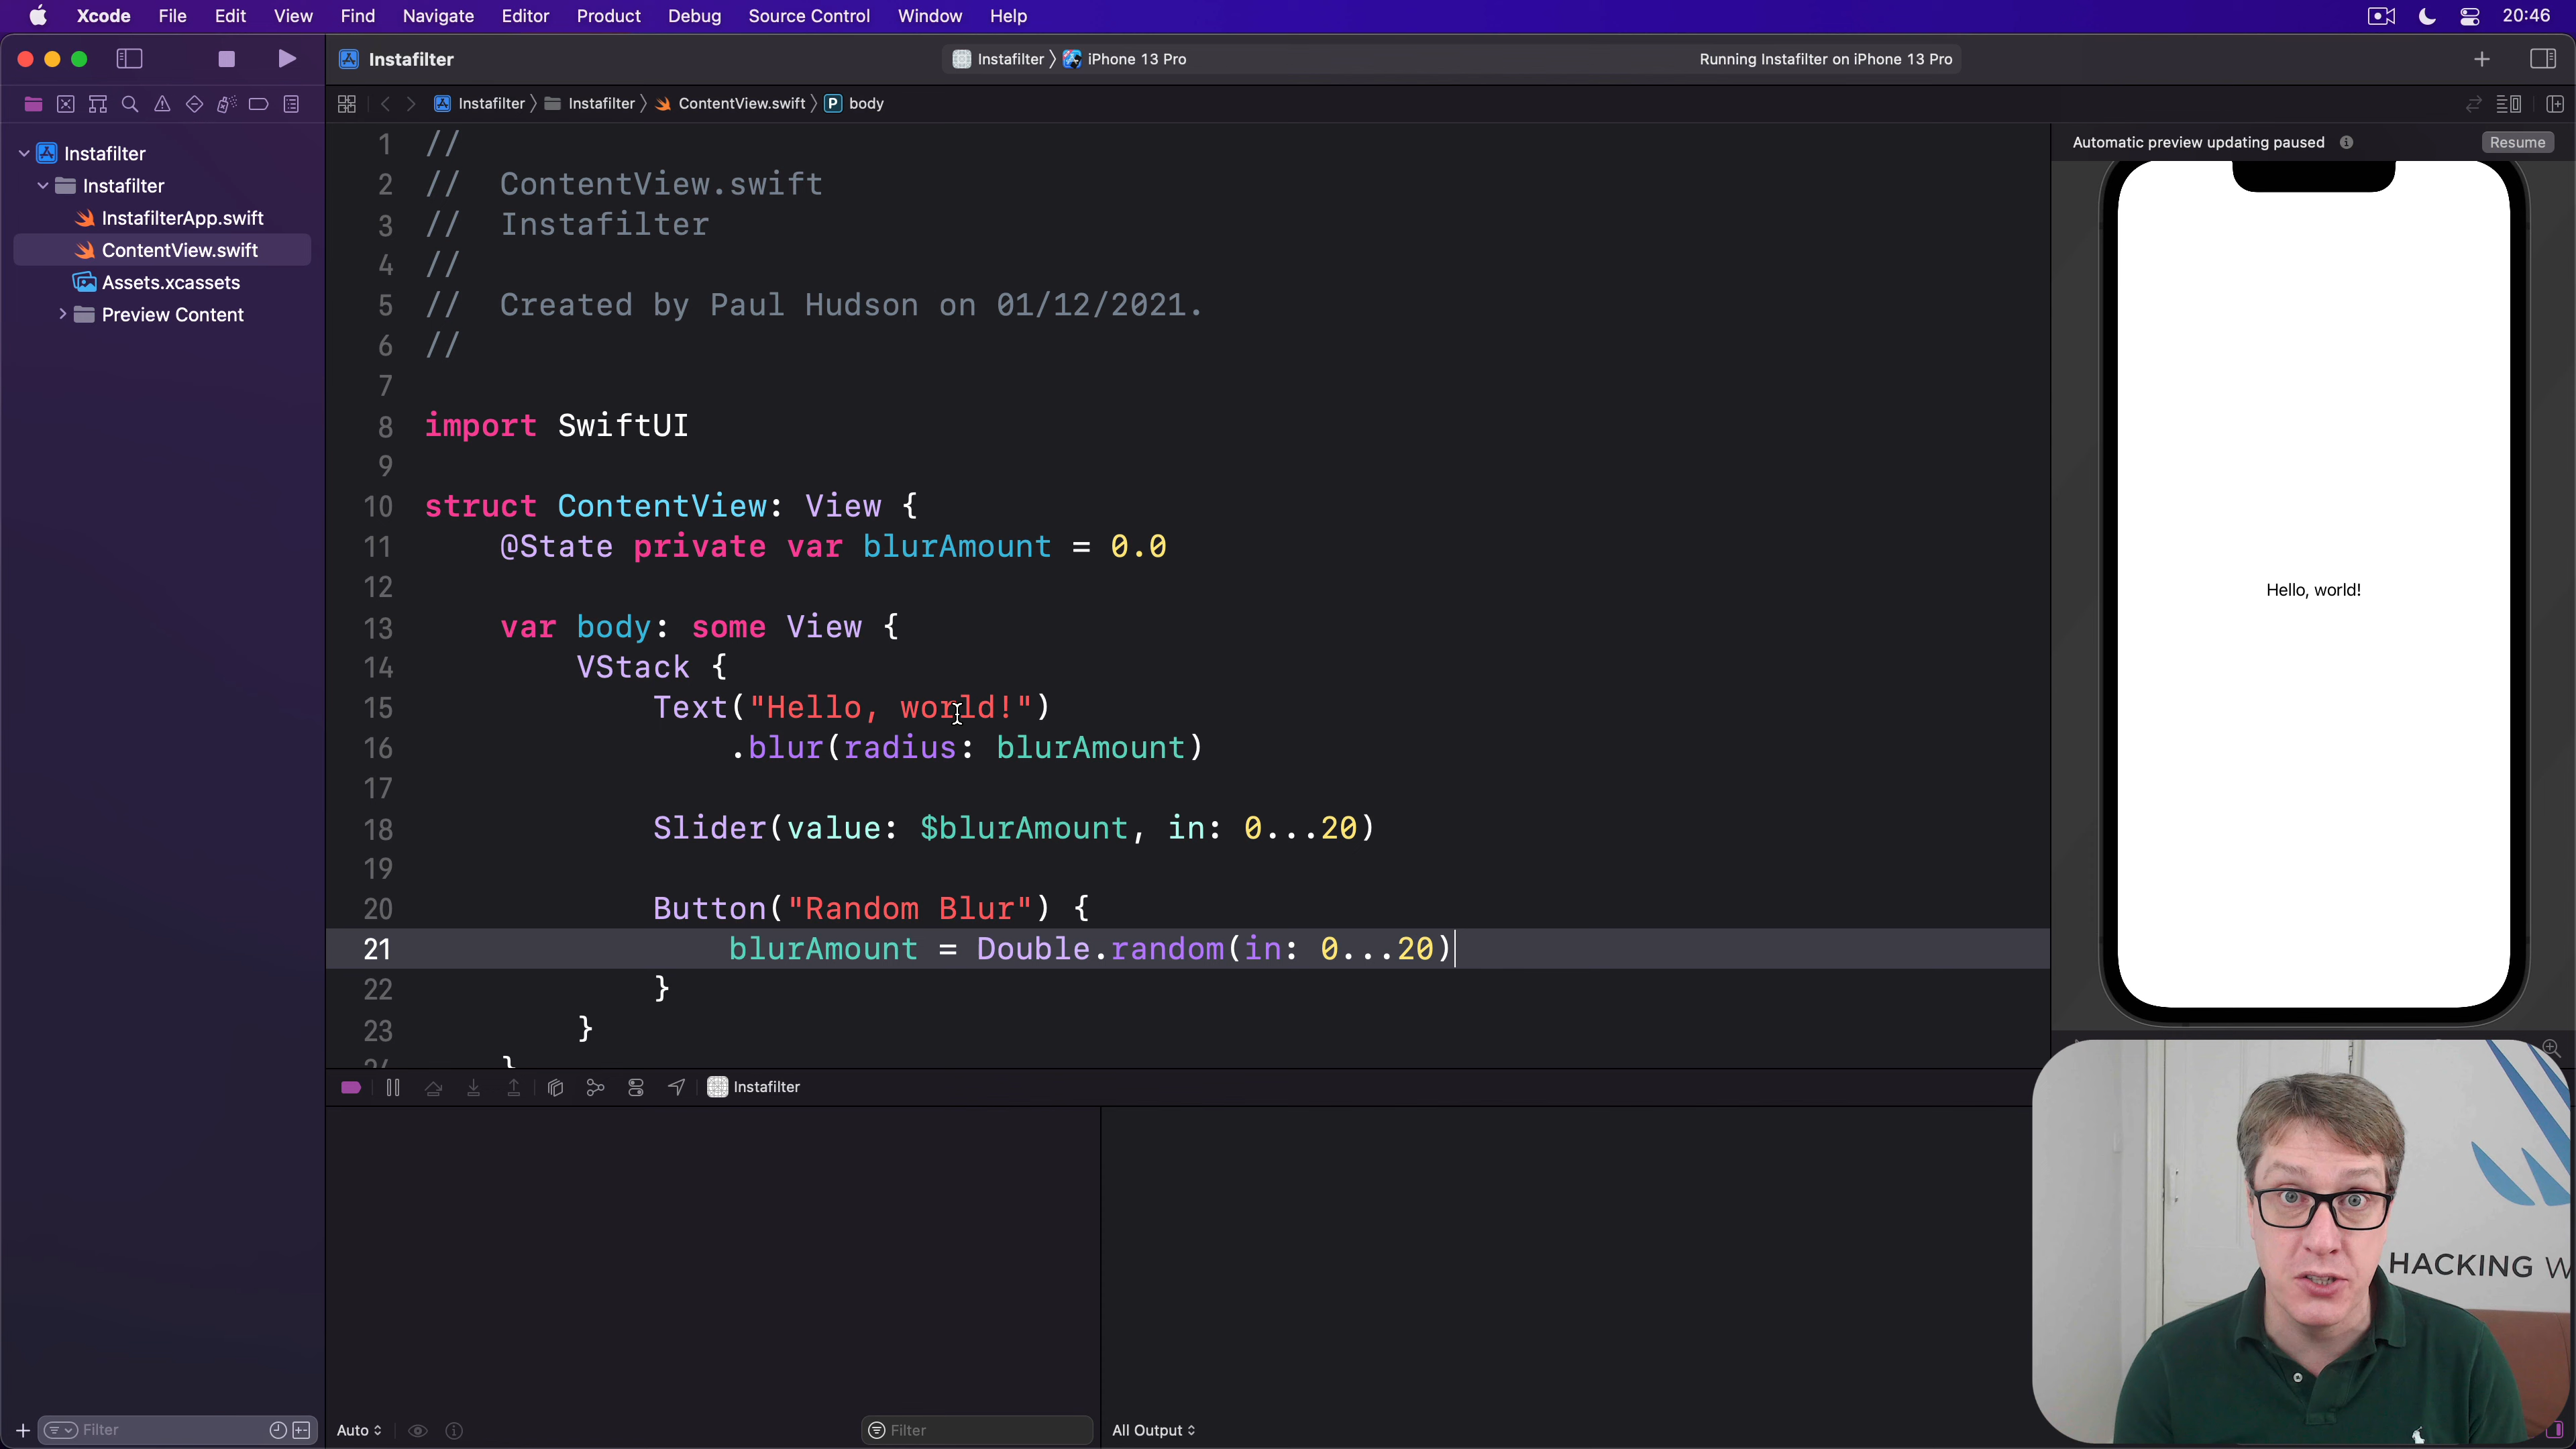 Xcode File Edit View Find Navigate Editor Product Debug Source Control Window Help 20:46
Instafilter Instafilter iPhone 13 Pro Running Instafilter on iPhone 13 Pro
Instafilter Instafilter ContentView.swift P body
Instafilter
Instafilter
InstafilterApp.swift
ContentView.swift
Assets.xcassets
Preview Content
Filter
1 //
2 // ContentView.swift
3 // Instafilter
4 //
5 // Created by Paul Hudson on 01/12/2021.
6 //
7
8 import SwiftUI
9
10 struct ContentView: View {
11 @State private var blurAmount = 0.0
12
13 var body: some View {
14 VStack {
15 Text("Hello, world!")
16 .blur(radius: blurAmount)
17
18 Slider(value: $blurAmount, in: 0...20)
19
20 Button("Random Blur") {
21 blurAmount = Double.random(in: 0...20)
22 }
23 }
24 }
Automatic preview updating paused Resume
Hello, world!
Instafilter
Auto Filter All Output
HACKING W